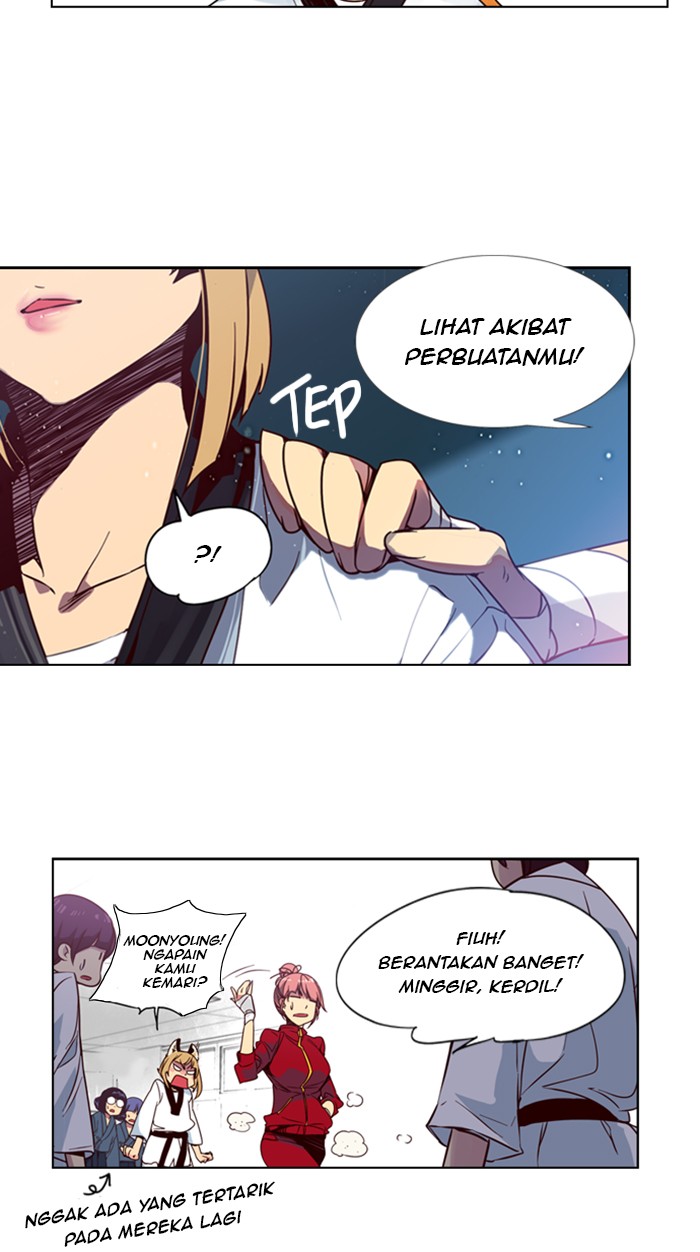 LIHAT AKIBAT
PERBUATANMU!
TEP
?!
MOONYOUNG!
NGAPAIN
KAMU
KEMARI?
FIUH!
BERANTAKAN BANGET!
MINGGIR, KERDIL!
NGGAK ADA YANG TERTARIK
PADA MEREKA LAGI